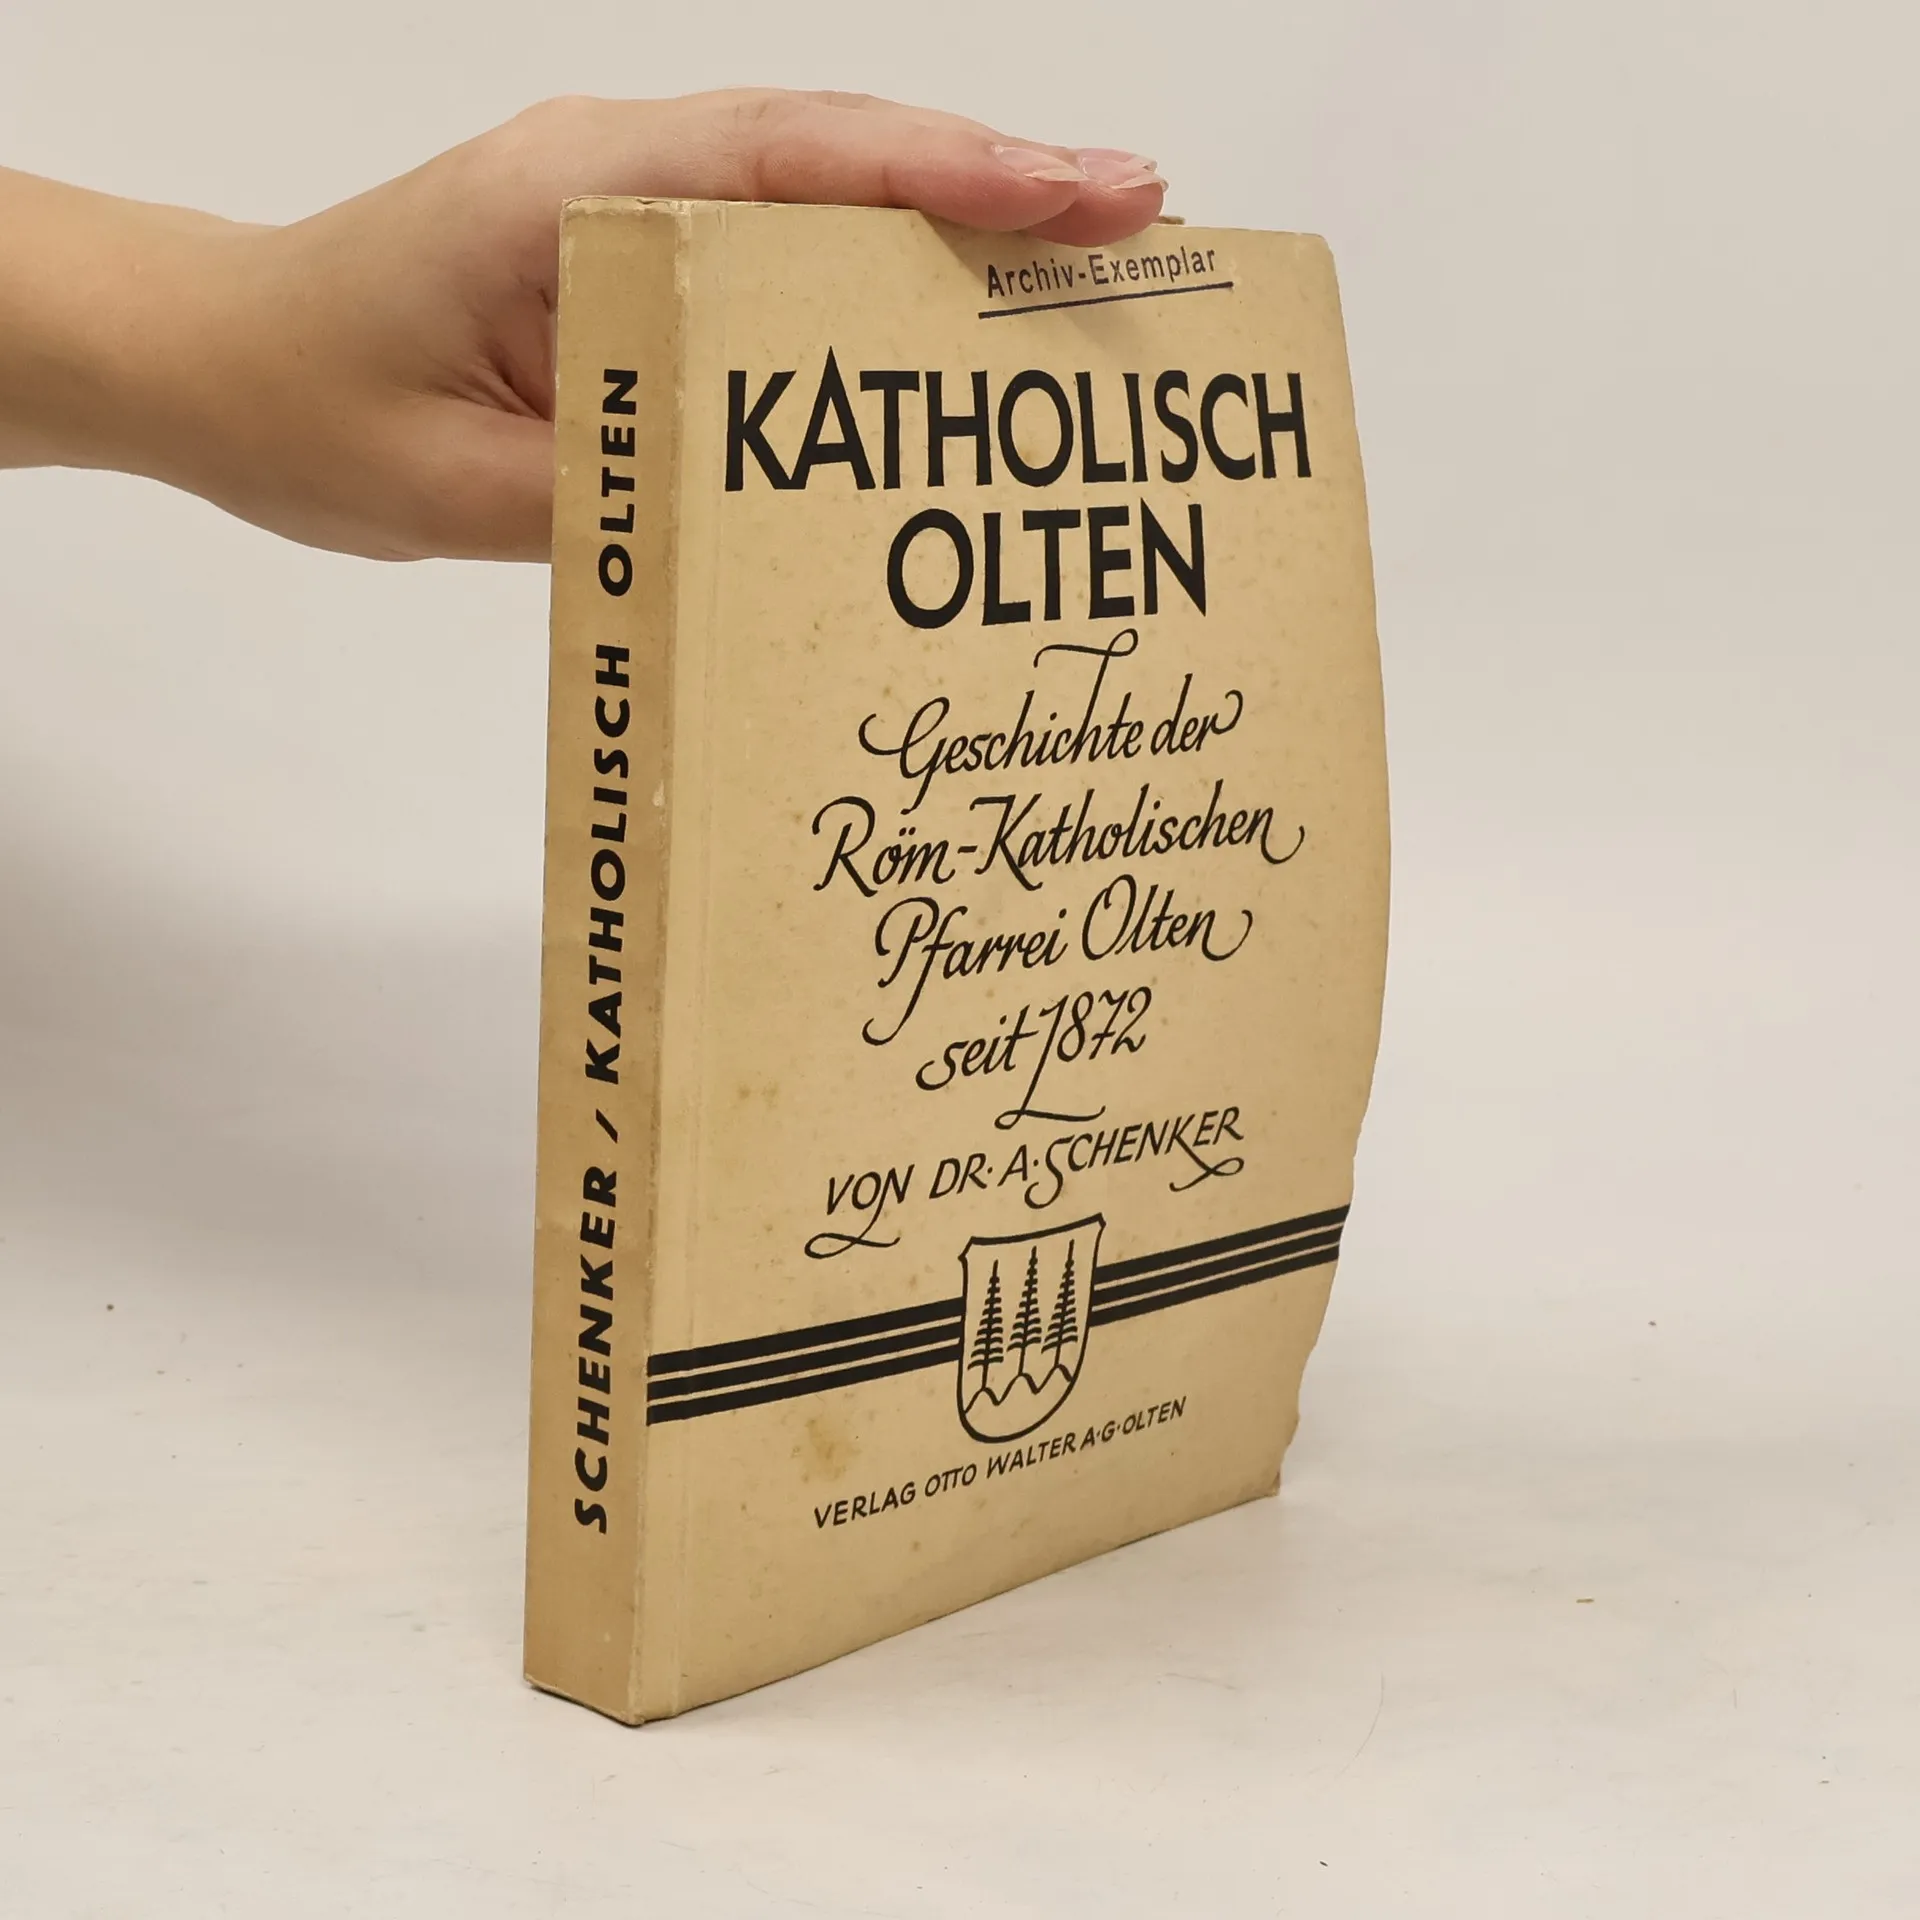 SCHENKER / KATHOLISCH OLTEN
Archiv-Exemplar
KATHOLISCH
OLTEN
Geschichte der
Röm-Katholischen
Pfarrei Olten
seit 1872
VON DR·A·SCHENKER
VERLAG OTTO WALTER A·G·OLTEN